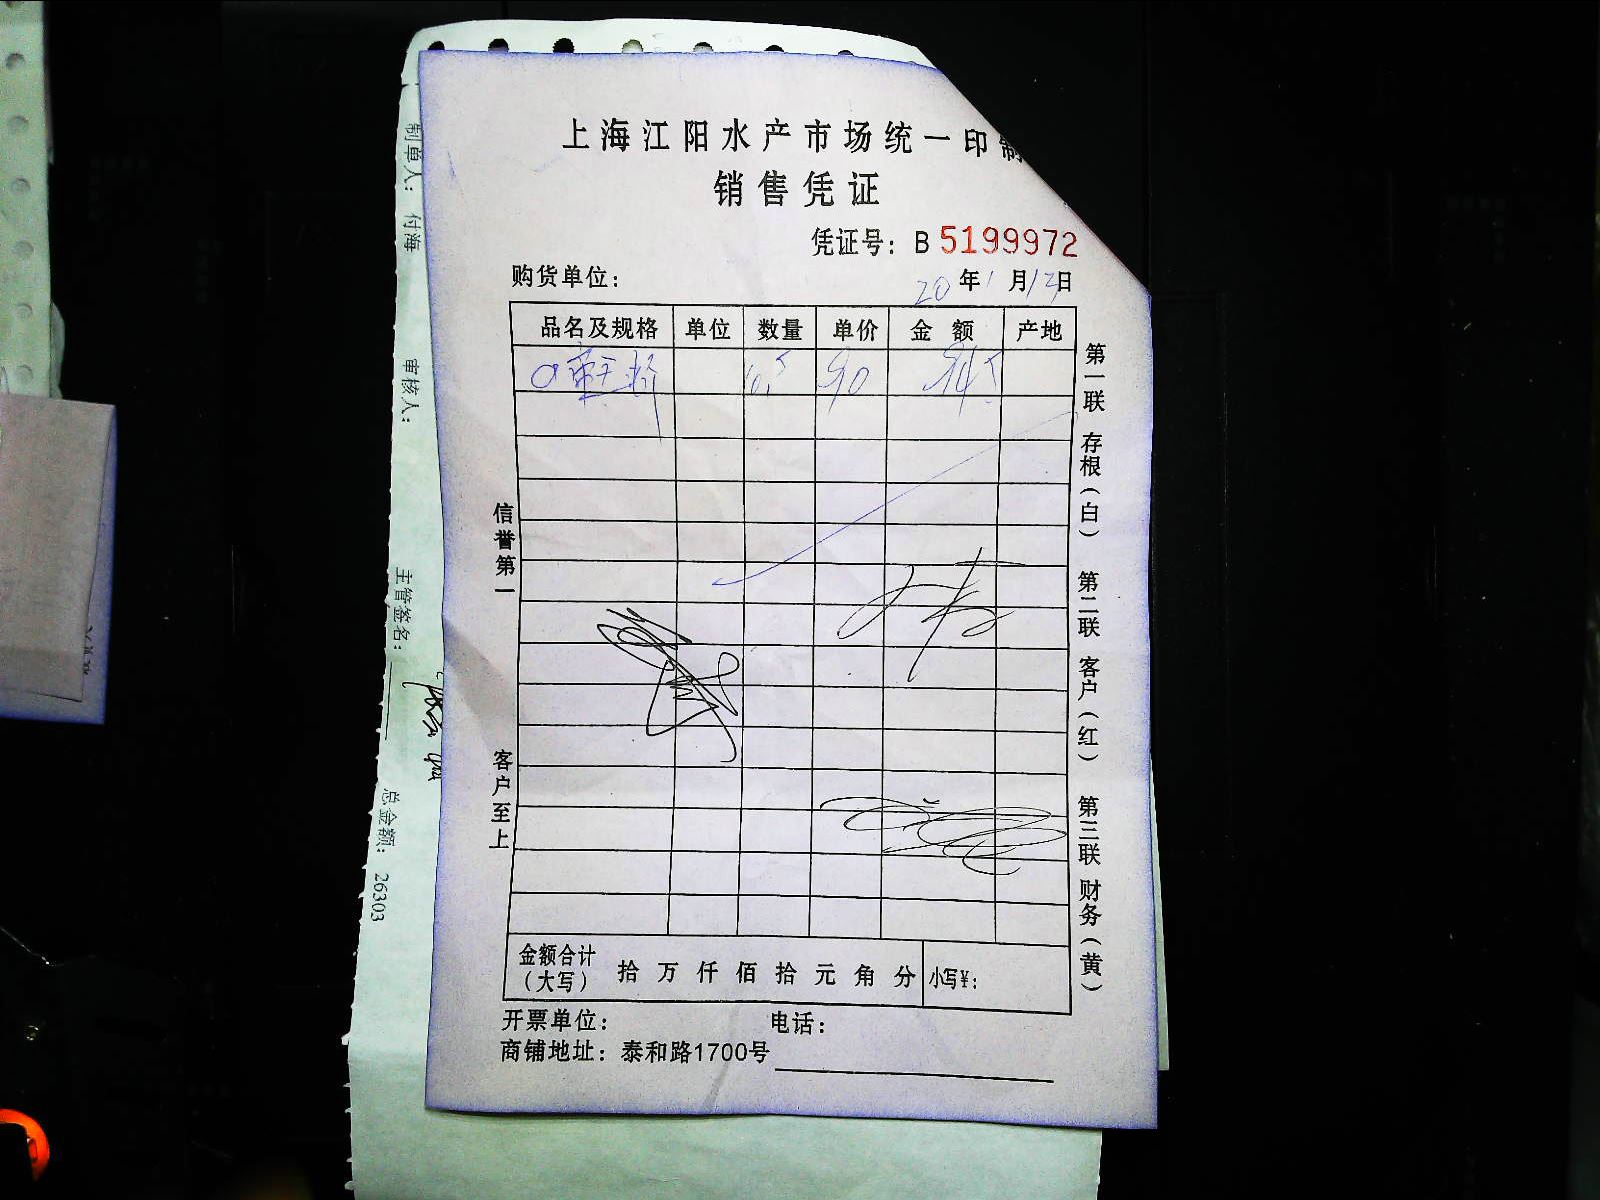 上海江阳水产市场统一印制
销售凭证
凭证号：B 5199972
购货单位：
20年1月12日
品名及规格 单位 数量 单价 金额 产地
90
信誉第一
客户至上
第一联 存根（白） 第二联 客户（红） 第三联 财务（黄）
金额合计（大写） 拾 万 仟 佰 拾 元 角 分 小写¥：
开票单位： 电话：
商铺地址：泰和路1700号
制单人： 付海
审核人：
主管签名：
总金额： 26303